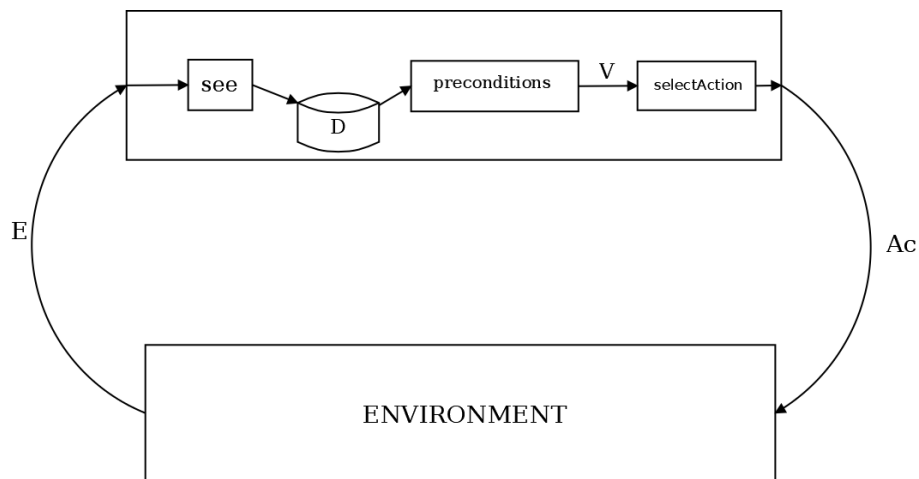 see
D
preconditions
V
selectAction
E
Ac
ENVIRONMENT